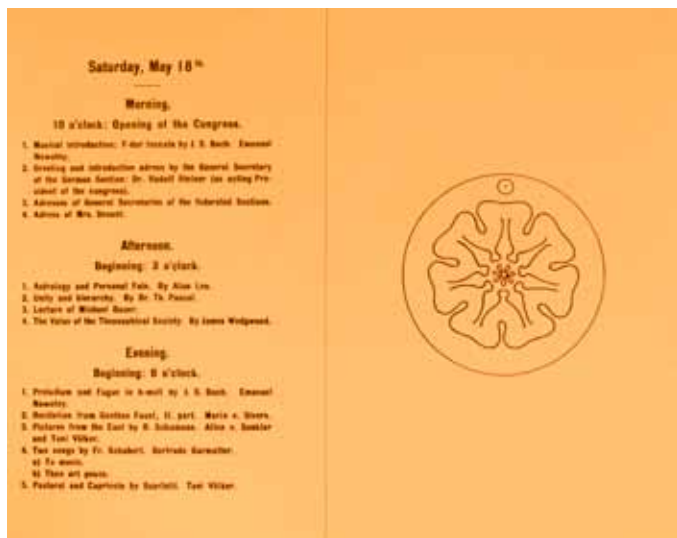 Saturday, May 18th
Morning.
10 o'clock: Opening of the Congress.
1. Musical introduction; F-dur toccata by J. S. Bach. Emanuel
Nowotny.
2. Greeting and introduction adress by the General Secretary
of the German Section: Dr. Rudolf Steiner (as acting Pre-
sident of the congress).
3. Adresses of General Secretaries of the federated Sections.
4. Adress of Mrs. Besant.
Afternoon.
Beginning: 3 o'clock.
1. Astrology and Personal Fate. By Alan Leo.
2. Unity and hierarchy. By Dr. Th. Pascal.
3. Lecture of Michael Bauer.
4. The Value of the Theosophical Society. By James Wedgwood.
Evening.
Beginning: 8 o'clock.
1. Preludium and Fugue in h-moll by J. S. Bach. Emanuel
Nowotny.
2. Recitation from Goethes Faust, II. part. Marie v. Sivers.
3. Pictures from the East by R. Schumann. Alice v.
and Toni Völker.
4. Two songs by Fr. Schubert. Gertrude Garmatter.
a) To music.
b) Thou art peace.
5. Pastoral and Capriccio by Scarlatti. Toni Völker.